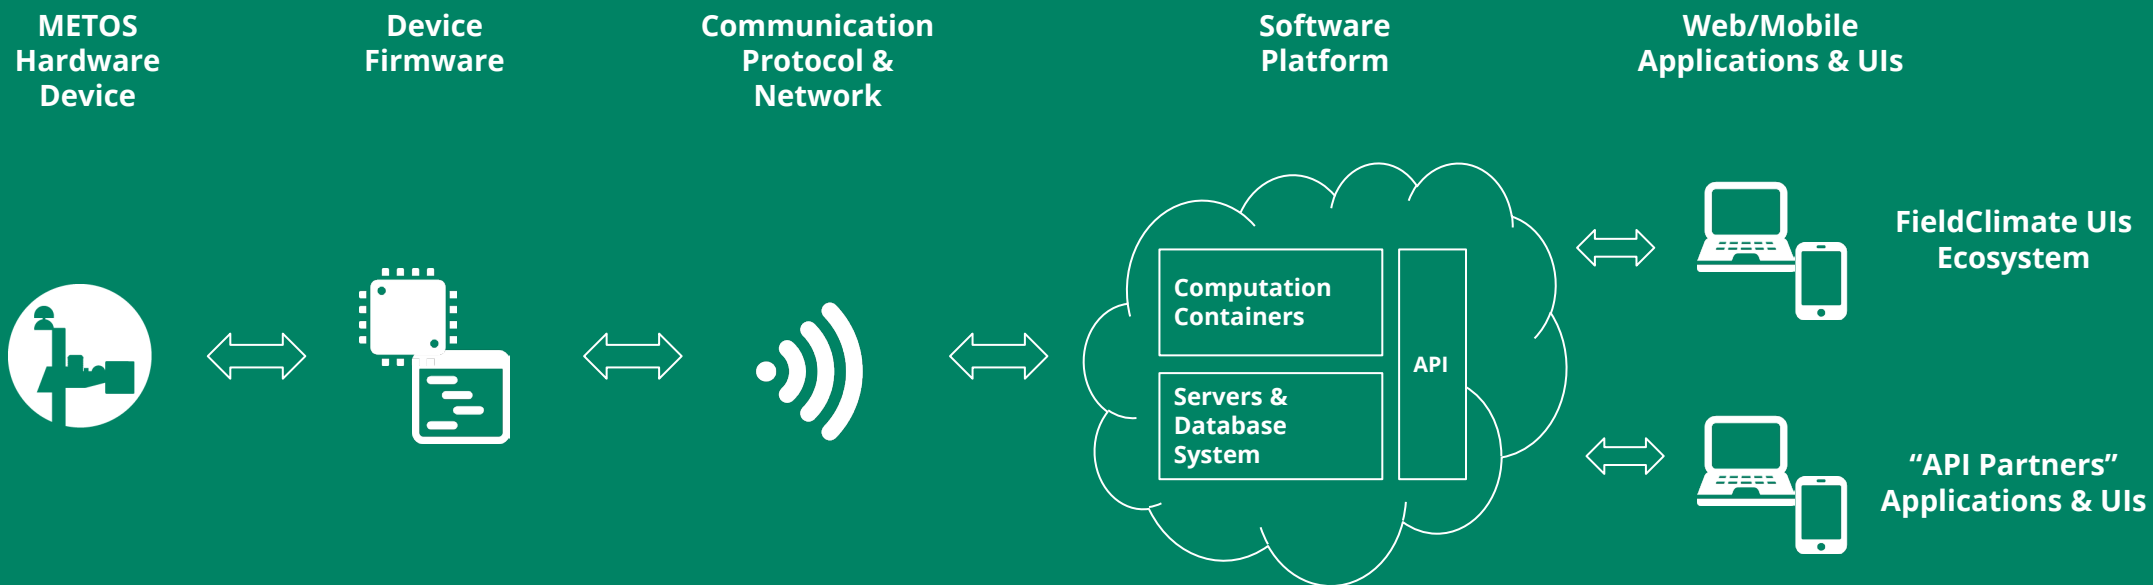 METOS
Hardware
Device
Device
Firmware
Communication
Protocol &
Network
Software
Platform
Web/Mobile
Applications & UIs
Computation
Containers
Servers &
Database
System
API
FieldClimate UIs
Ecosystem
“API Partners”
Applications & UIs